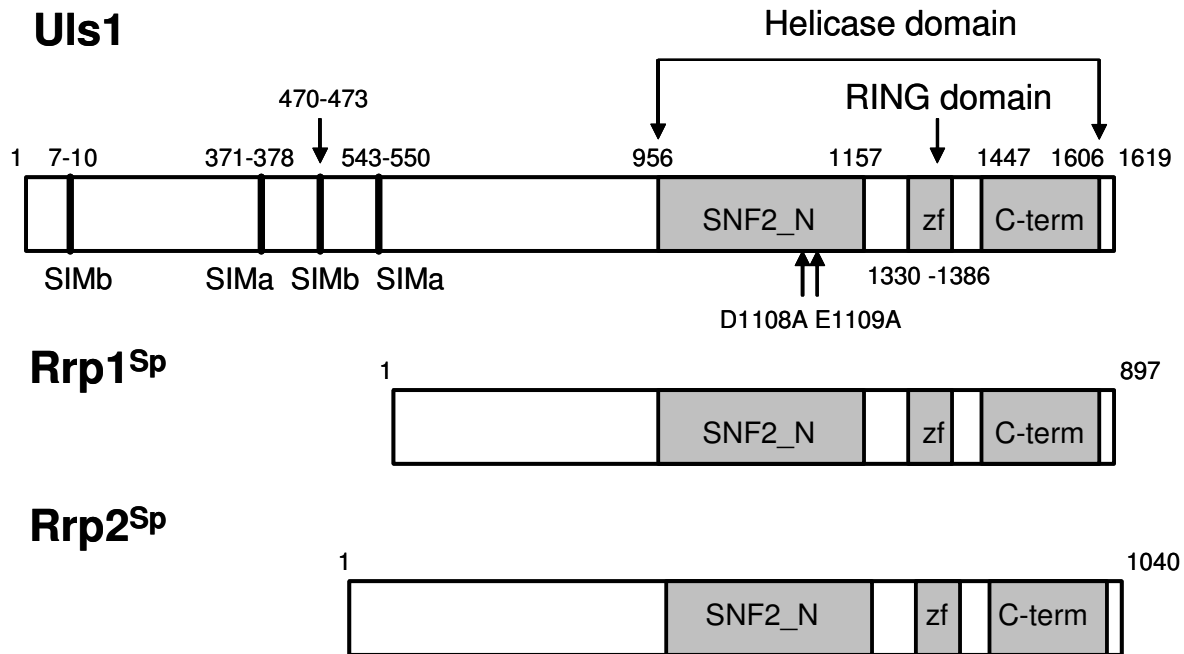 Uls1
Helicase domain
470-473
RING domain
1 7-10 371-378 543-550 956 1157 1447 1606 1619
SNF2_N zf C-term
SIMb SIMa SIMb SIMa
1330 -1386
D1108A E1109A
Rrp1Sp
1 897
SNF2_N zf C-term
Rrp2Sp
1 1040
SNF2_N zf C-term